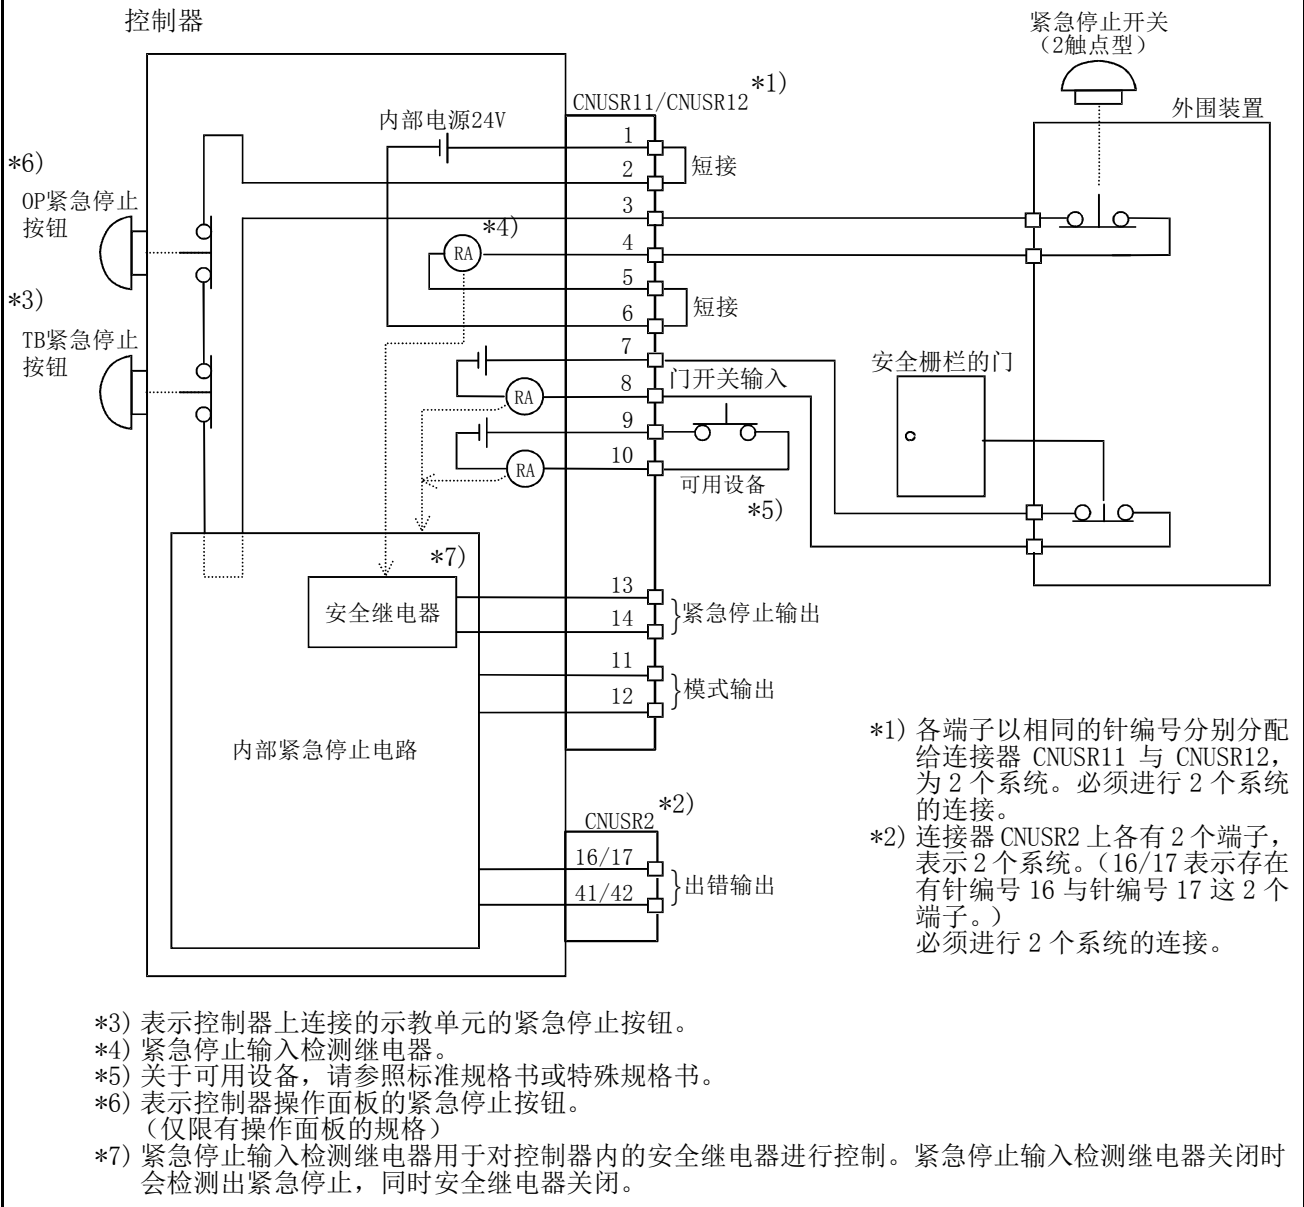 控制器
紧急停止开关
（2触点型）
*1)
CNUSR11/CNUSR12
外围装置
内部电源24V
1
*6)
2
短接
OP紧急停止
按钮
3
*4)
4
RA
5
*3)
短接
6
TB紧急停止
按钮
7
安全栅栏的门
门开关输入
8
RA
9
10
RA
可用设备
*5)
*7)
13
安全继电器
紧急停止输出
14
11
模式输出
12
内部紧急停止电路
*2)
CNUSR2
16/17
出错输出
41/42
*1) 各端子以相同的针编号分别分配
给连接器 CNUSR11 与 CNUSR12，
为 2 个系统。必须进行 2 个系统
的连接。
*2) 连接器 CNUSR2 上各有 2 个端子，
表示 2 个系统。（16/17 表示存在
有针编号 16 与针编号 17 这 2 个
端子。）
必须进行 2 个系统的连接。
*3) 表示控制器上连接的示教单元的紧急停止按钮。
*4) 紧急停止输入检测继电器。
*5) 关于可用设备，请参照标准规格书或特殊规格书。
*6) 表示控制器操作面板的紧急停止按钮。
（仅限有操作面板的规格）
*7) 紧急停止输入检测继电器用于对控制器内的安全继电器进行控制。紧急停止输入检测继电器关闭时
会检测出紧急停止，同时安全继电器关闭。